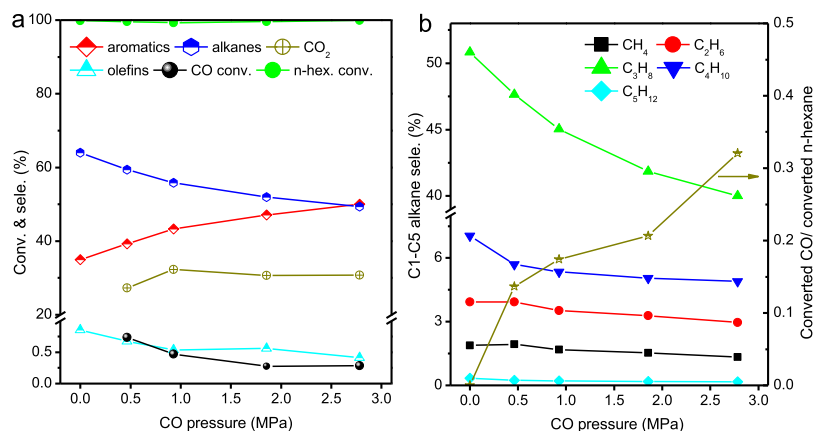 a
100
80
60
40
20
0.5
0.0
Conv. & sele. (%)
aromatics alkanes CO₂
olefins CO conv. n-hex. conv.
0.0 0.5 1.0 1.5 2.0 2.5 3.0
CO pressure (MPa)
b
50
45
40
6
3
0
C1-C5 alkane sele. (%)
CH₄ C₂H₆
C₃H₈ C₄H₁₀
C₅H₁₂
0.5
0.4
0.3
0.2
0.1
0.0
Converted CO/ converted n-hexane
0.0 0.5 1.0 1.5 2.0 2.5 3.0
CO pressure (MPa)